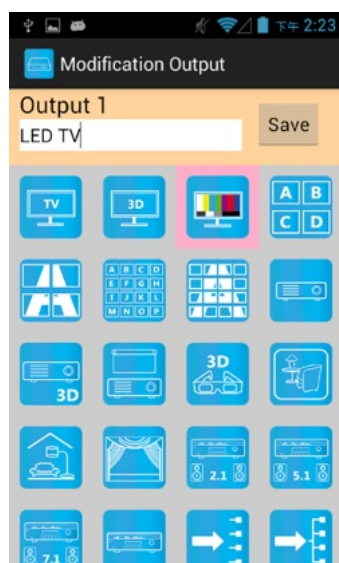 下午 2:23
Modification Output
Output 1
LED TV
Save
TV
3D
A B
C D
A B C D
E F G H
I J K L
M N O P
3D
3D
2.1
5.1
7.1